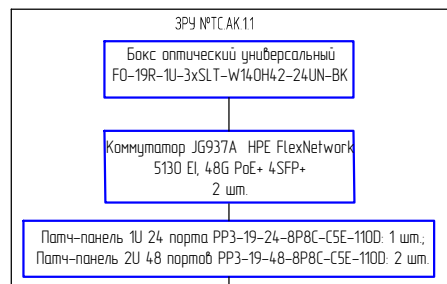 ЗРУ №ТС.АК.1.1
Бокс оптический универсальный
FO-19R-1U-3xSLT-W140H42-24UN-BK
Коммутатор JG937A HPE FlexNetwork
5130 EI, 48G PoE+ 4SFP+
2 шт.
Патч-панель 1U 24 порта PP3-19-24-8P8C-C5E-110D: 1 шт.;
Патч-панель 2U 48 портов PP3-19-48-8P8C-C5E-110D: 2 шт.